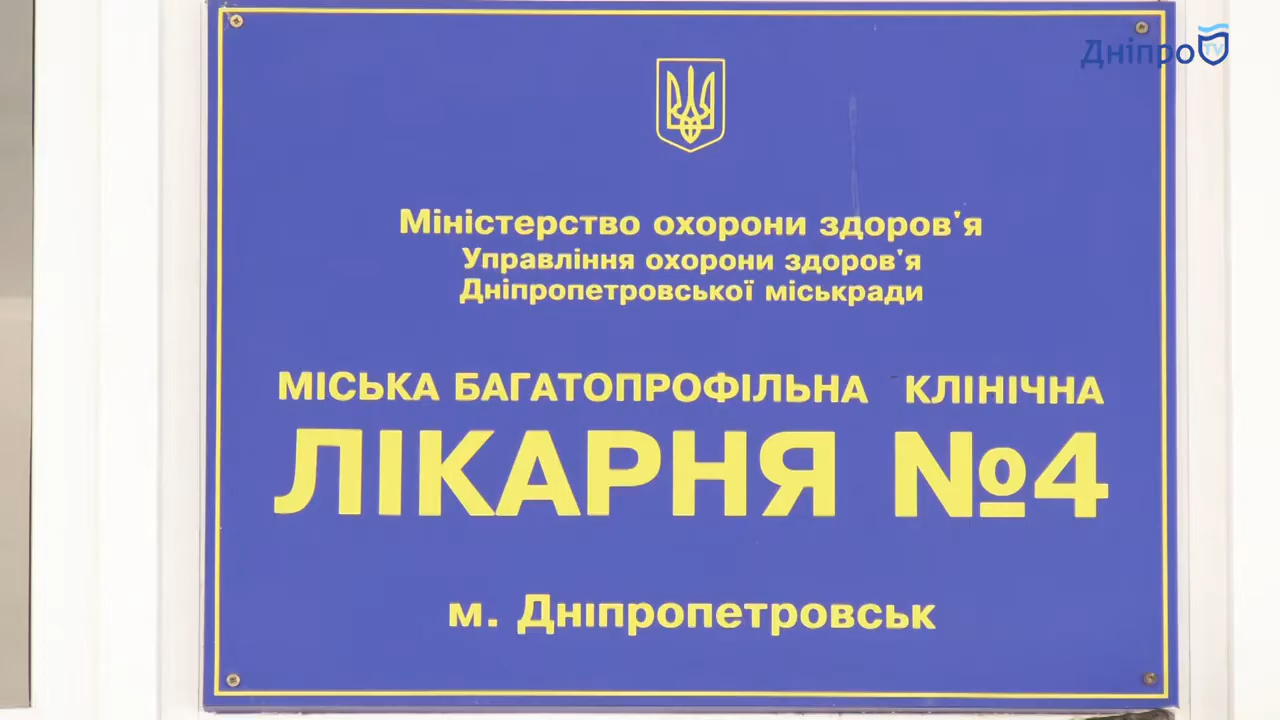 Дніпро TV
Міністерство охорони здоров'я
Управління охорони здоров'я
Дніпропетровської міськради
МІСЬКА БАГАТОПРОФІЛЬНА КЛІНІЧНА
ЛІКАРНЯ №4
м. Дніпропетровськ